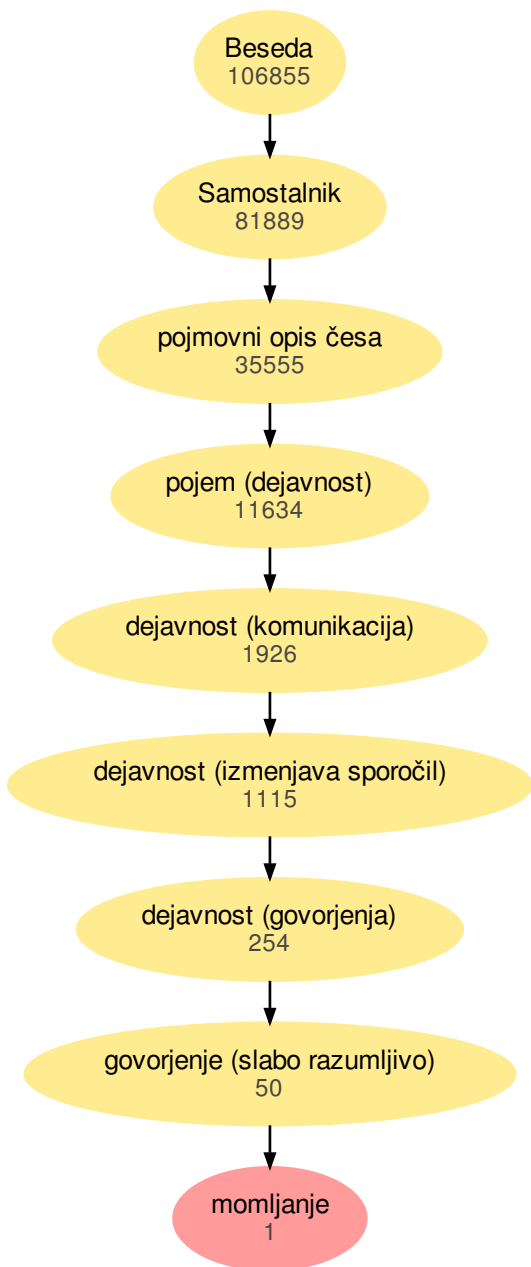 Beseda
106855
Samostalnik
81889
pojmovni opis česa
35555
pojem (dejavnost)
11634
dejavnost (komunikacija)
1926
dejavnost (izmenjava sporočil)
1115
dejavnost (govorjenja)
254
govorjenje (slabo razumljivo)
50
momljanje
1